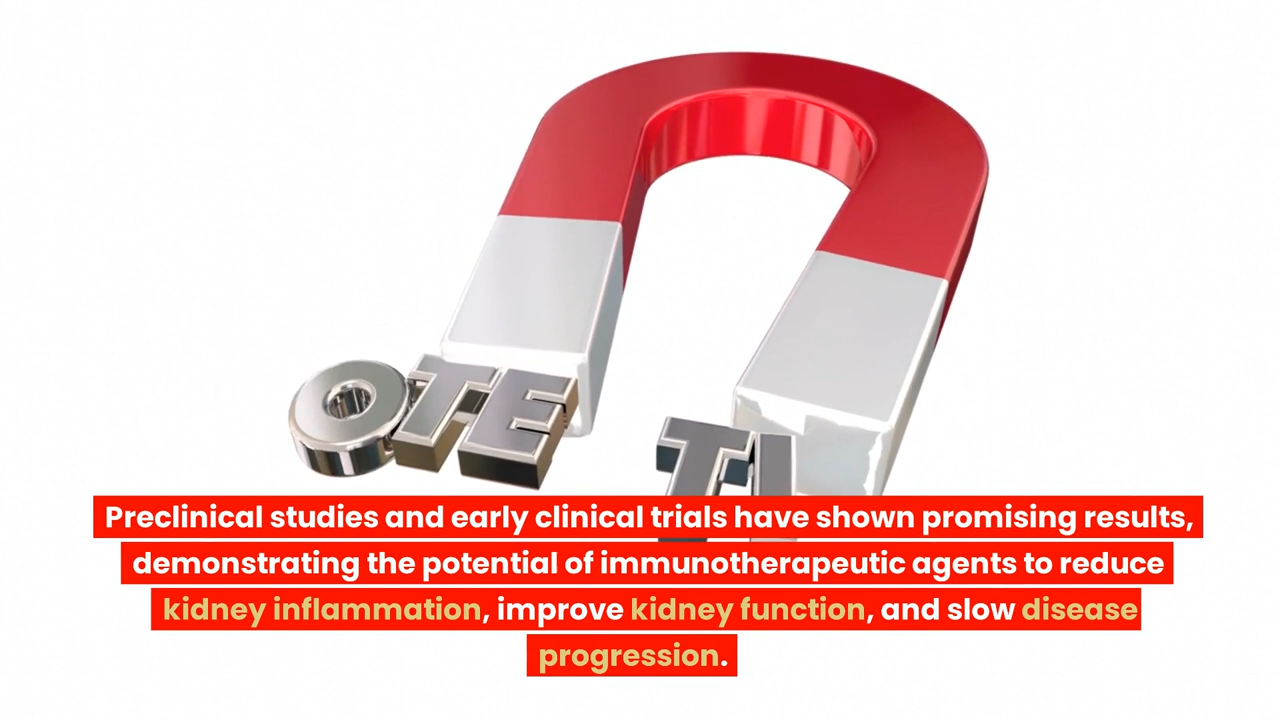 OTE TI
Preclinical studies and early clinical trials have shown promising results,
demonstrating the potential of immunotherapeutic agents to reduce
kidney inflammation, improve kidney function, and slow disease
progression.